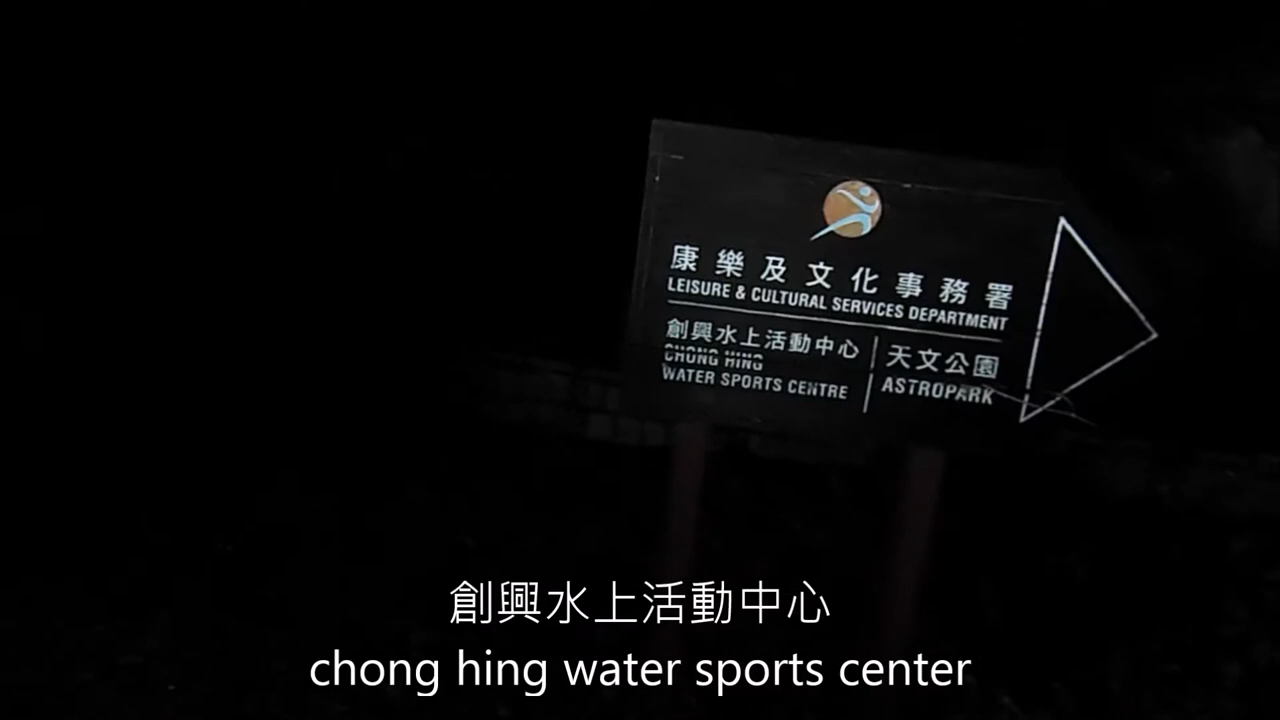 康樂及文化事務署
LEISURE & CULTURAL SERVICES DEPARTMENT
創興水上活動中心
CHONG HING
WATER SPORTS CENTRE
天文公園
ASTROPARK
創興水上活動中心
chong hing water sports center